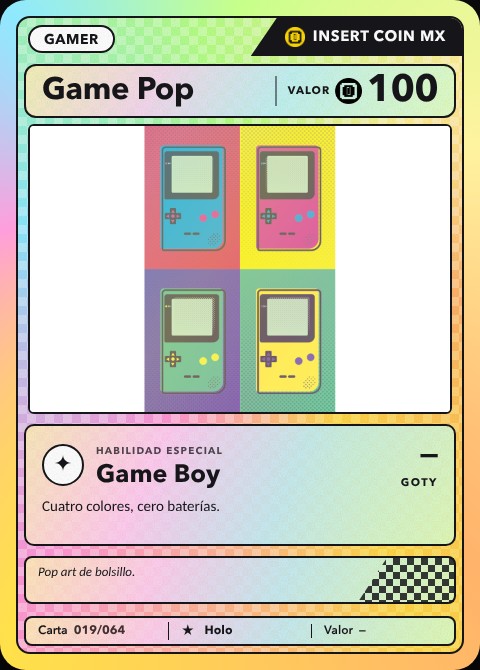 GAMER
INSERT COIN MX
Game Pop
VALOR 100
HABILIDAD ESPECIAL
Game Boy
—
GOTY
Cuatro colores, cero baterías.
Pop art de bolsillo.
Carta 019/064 ★ Holo Valor —